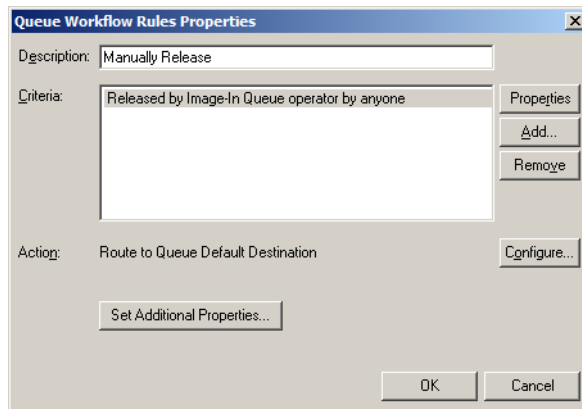 Queue Workflow Rules Properties
Description: Manually Release
Criteria: Released by Image-In Queue operator by anyone Properties
Add...
Remove
Action: Route to Queue Default Destination Configure...
Set Additional Properties...
OK Cancel